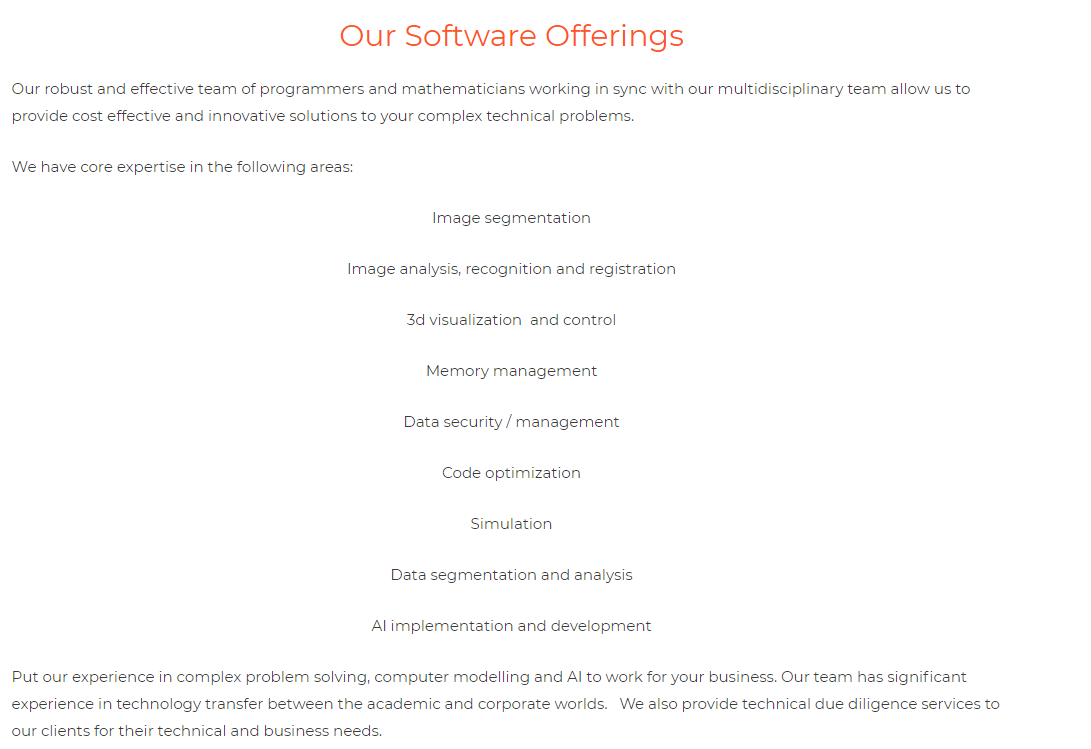 Our Software Offerings
Our robust and effective team of programmers and mathematicians working in sync with our multidisciplinary team allow us to
provide cost effective and innovative solutions to your complex technical problems.
We have core expertise in the following areas:
Image segmentation
Image analysis, recognition and registration
3d visualization  and control
Memory management
Data security / management
Code optimization
Simulation
Data segmentation and analysis
AI implementation and development
Put our experience in complex problem solving, computer modelling and AI to work for your business. Our team has significant
experience in technology transfer between the academic and corporate worlds.   We also provide technical due diligence services to
our clients for their technical and business needs.